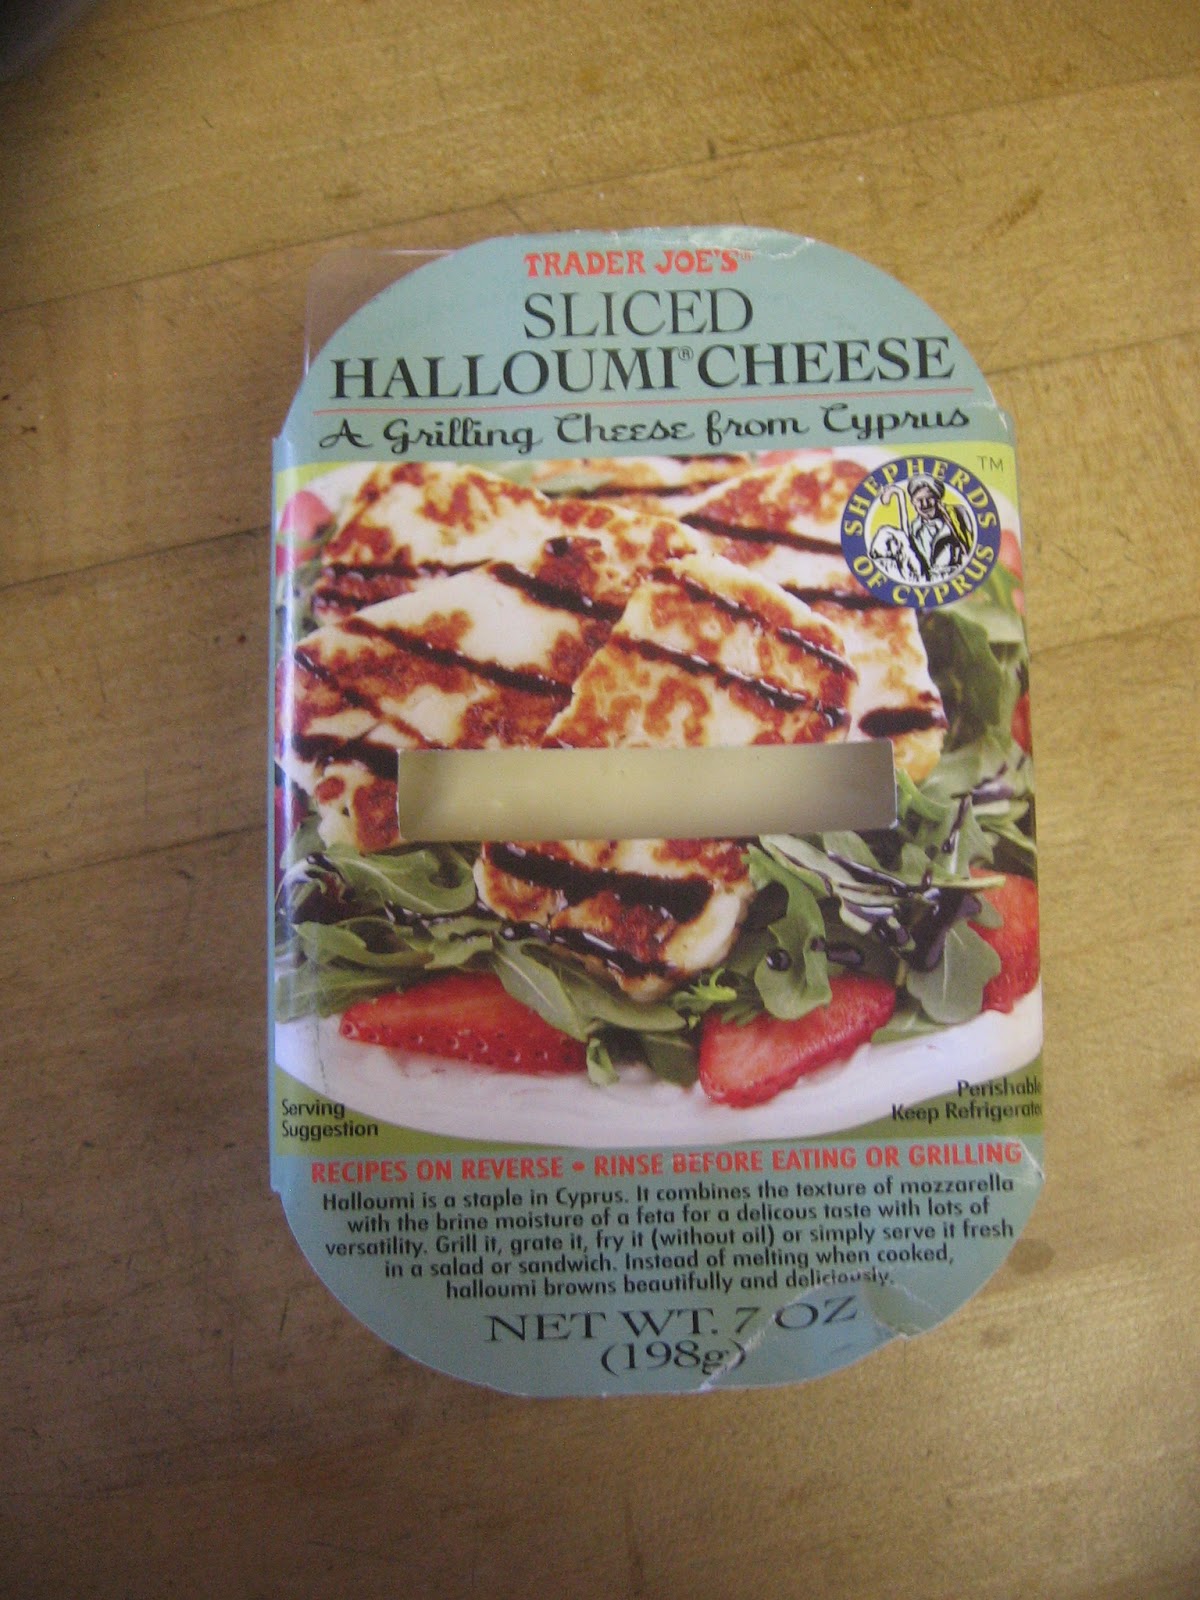 TRADER JOE'S™
SLICED
HALLOUMI® CHEESE
A Grilling Cheese from Cyprus
SHEPHERDS OF CYPRUS
TM
Serving
Suggestion
Perishable
Keep Refrigerated
RECIPES ON REVERSE • RINSE BEFORE EATING OR GRILLING
Halloumi is a staple in Cyprus. It combines the texture of mozzarella
with the brine moisture of a feta for a delicous taste with lots of
versatility. Grill it, grate it, fry it (without oil) or simply serve it fresh
in a salad or sandwich. Instead of melting when cooked,
halloumi browns beautifully and deliciously.
NET WT. 7 OZ
(198g)